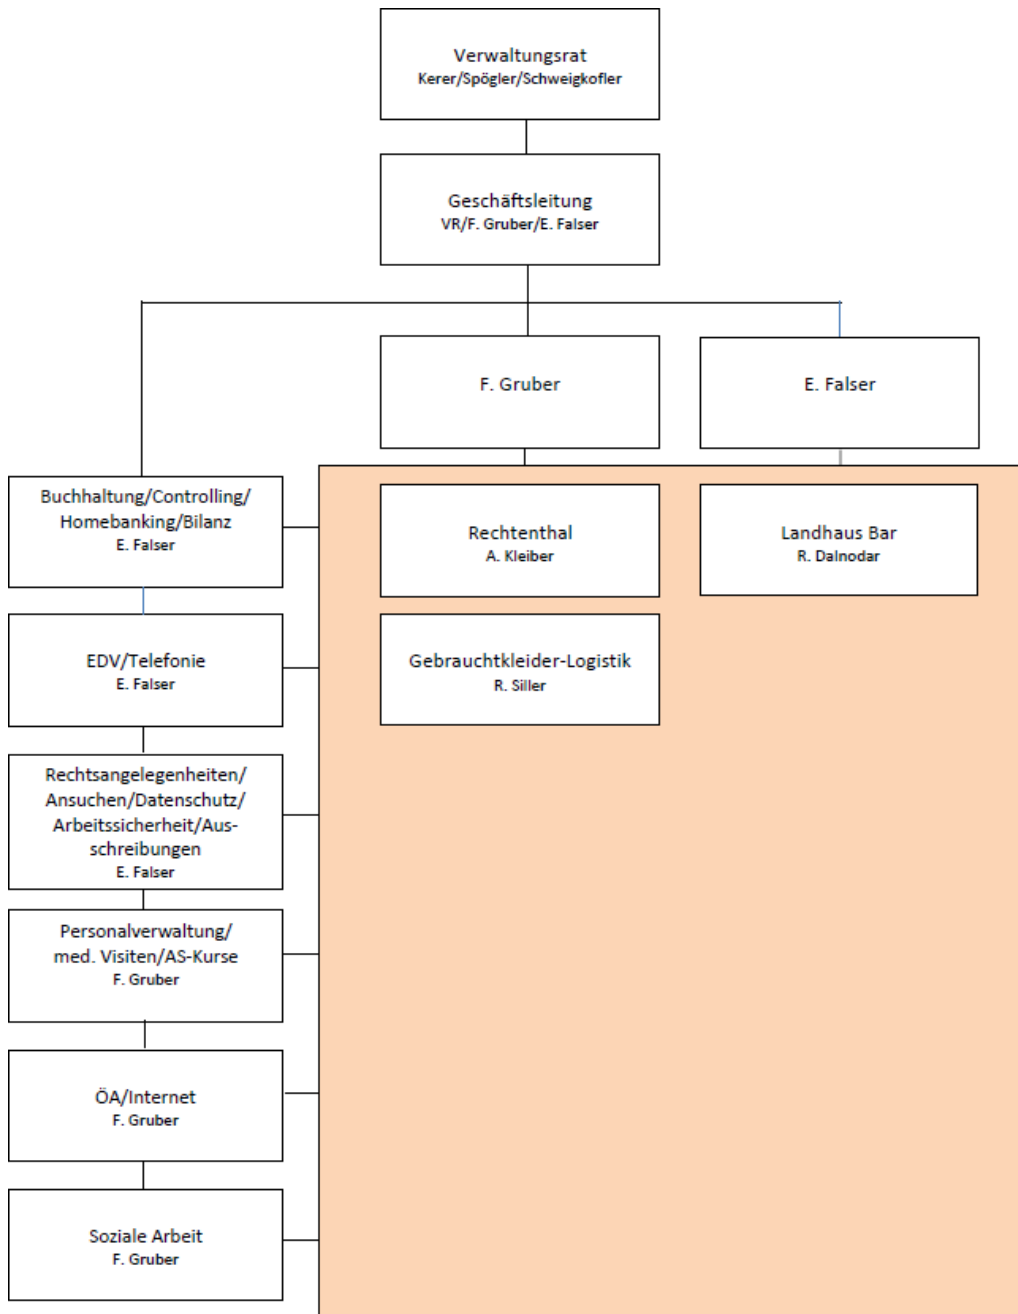 Verwaltungsrat
Kerer/Spögler/Schweigkofler
Geschäftsleitung
VR/F. Gruber/E. Falser
F. Gruber
E. Falser
Buchhaltung/Controlling/
Homebanking/Bilanz
E. Falser
Rechtenthal
A. Kleiber
Landhaus Bar
R. Dalnodar
EDV/Telefonie
E. Falser
Gebrauchtkleider-Logistik
R. Siller
Rechtsangelegenheiten/
Ansuchen/Datenschutz/
Arbeitssicherheit/Aus-
schreibungen
E. Falser
Personalverwaltung/
med. Visiten/AS-Kurse
F. Gruber
ÖA/Internet
F. Gruber
Soziale Arbeit
F. Gruber